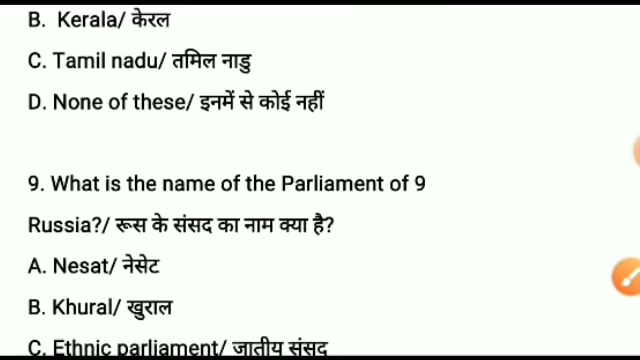 B. Kerala/ केरल
C. Tamil nadu/ तमिल नाडु
D. None of these/ इनमें से कोई नहीं
9. What is the name of the Parliament of 9
Russia?/ रूस के संसद का नाम क्या है?
A. Nesat/ नेसेट
B. Khural/ खुराल
C. Ethnic parliament/ जातीय संसद